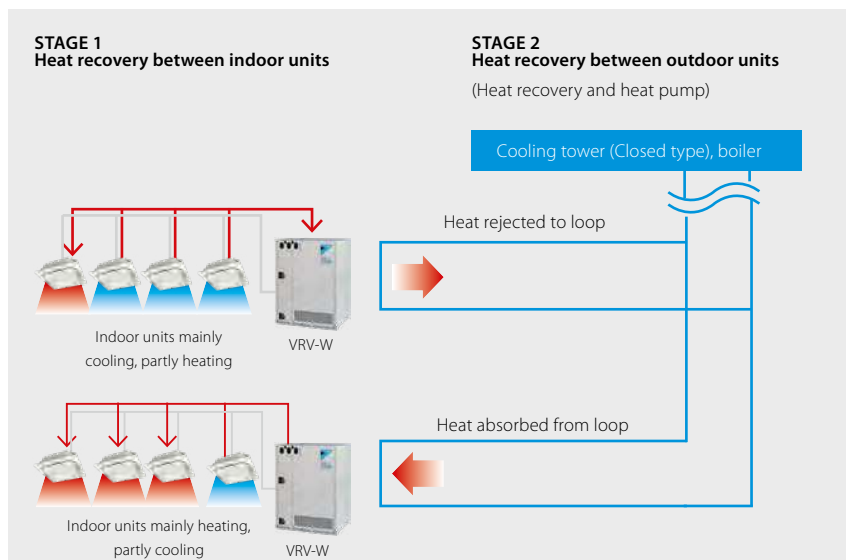 STAGE 1
Heat recovery between indoor units
STAGE 2
Heat recovery between outdoor units
(Heat recovery and heat pump)
Cooling tower (Closed type), boiler
Heat rejected to loop
Indoor units mainly
cooling, partly heating
VRV-W
Heat absorbed from loop
Indoor units mainly heating,
partly cooling
VRV-W